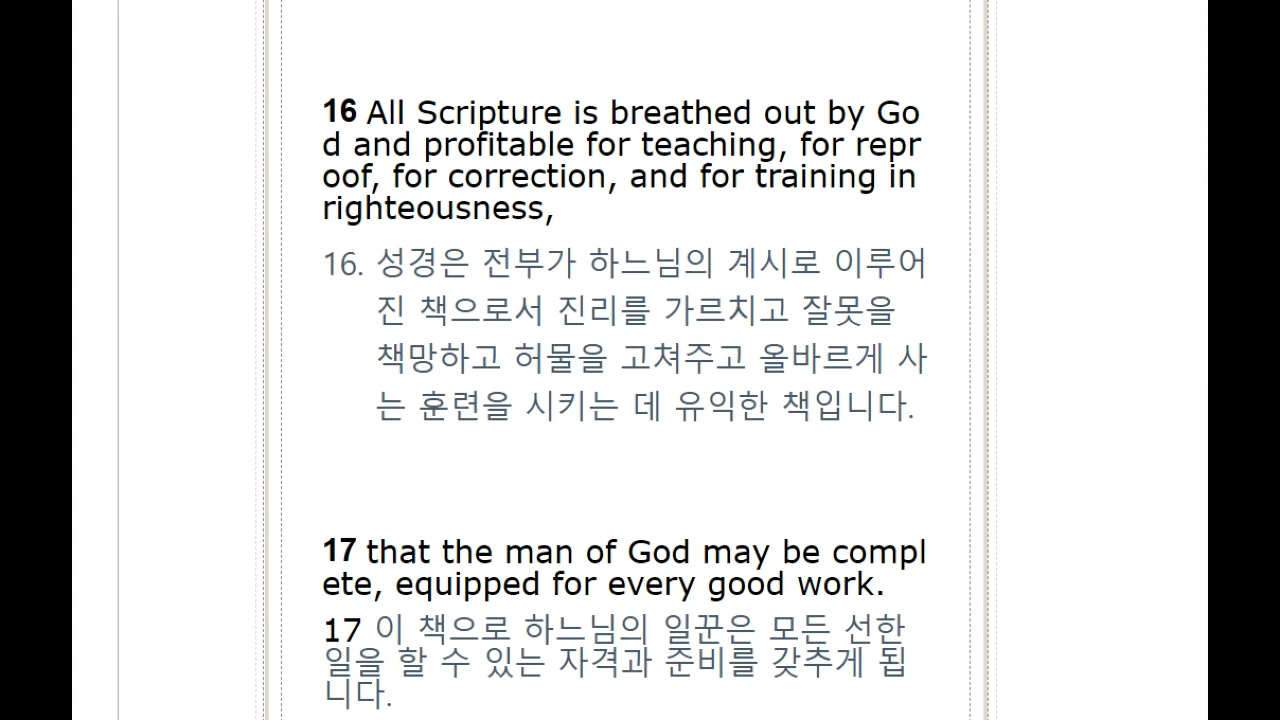 16 All Scripture is breathed out by Go
d and profitable for teaching, for repr
oof, for correction, and for training in
righteousness,
16. 성경은 전부가 하느님의 계시로 이루어
진 책으로서 진리를 가르치고 잘못을
책망하고 허물을 고쳐주고 올바르게 사
는 훈련을 시키는 데 유익한 책입니다.
17 that the man of God may be compl
ete, equipped for every good work.
17 이 책으로 하느님의 일꾼은 모든 선한
일을 할 수 있는 자격과 준비를 갖추게 됩
니다.